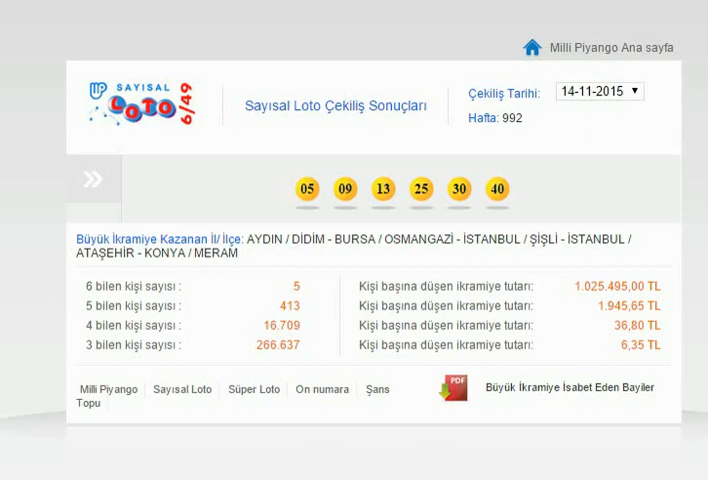 Milli Piyango Ana sayfa
SAYISAL
LOTO 6/49
Sayısal Loto Çekiliş Sonuçları
Çekiliş Tarihi: 14-11-2015
Hafta: 992
05 09 13 25 30 40
Büyük İkramiye Kazanan İl/ İlçe: AYDIN / DİDİM - BURSA / OSMANGAZİ - İSTANBUL / ŞİŞLİ - İSTANBUL /
ATAŞEHİR - KONYA / MERAM
6 bilen kişi sayısı : 5 Kişi başına düşen ikramiye tutarı: 1.025.495,00 TL
5 bilen kişi sayısı : 413 Kişi başına düşen ikramiye tutarı: 1.945,65 TL
4 bilen kişi sayısı : 16.709 Kişi başına düşen ikramiye tutarı: 36,80 TL
3 bilen kişi sayısı : 266.637 Kişi başına düşen ikramiye tutarı: 6,35 TL
Milli Piyango Sayısal Loto Süper Loto On numara Şans
Topu
PDF
Büyük İkramiye İsabet Eden Bayiler